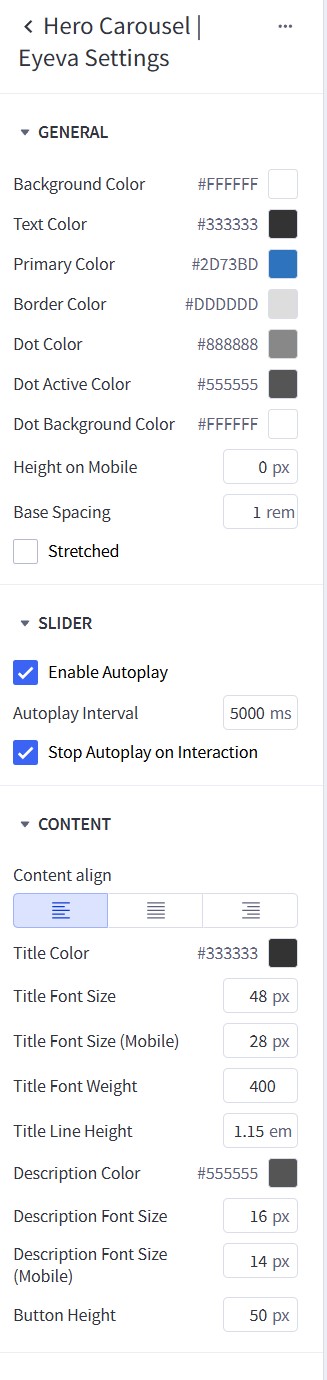 Hero Carousel |
Eyeva Settings
GENERAL
Background Color #FFFFFF
Text Color #333333
Primary Color #2D73BD
Border Color #DDDDDD
Dot Color #888888
Dot Active Color #555555
Dot Background Color #FFFFFF
Height on Mobile 0 px
Base Spacing 1 rem
Stretched
SLIDER
Enable Autoplay
Autoplay Interval 5000 ms
Stop Autoplay on Interaction
CONTENT
Content align
Title Color #333333
Title Font Size 48 px
Title Font Size (Mobile) 28 px
Title Font Weight 400
Title Line Height 1.15 em
Description Color #555555
Description Font Size 16 px
Description Font Size
(Mobile) 14 px
Button Height 50 px